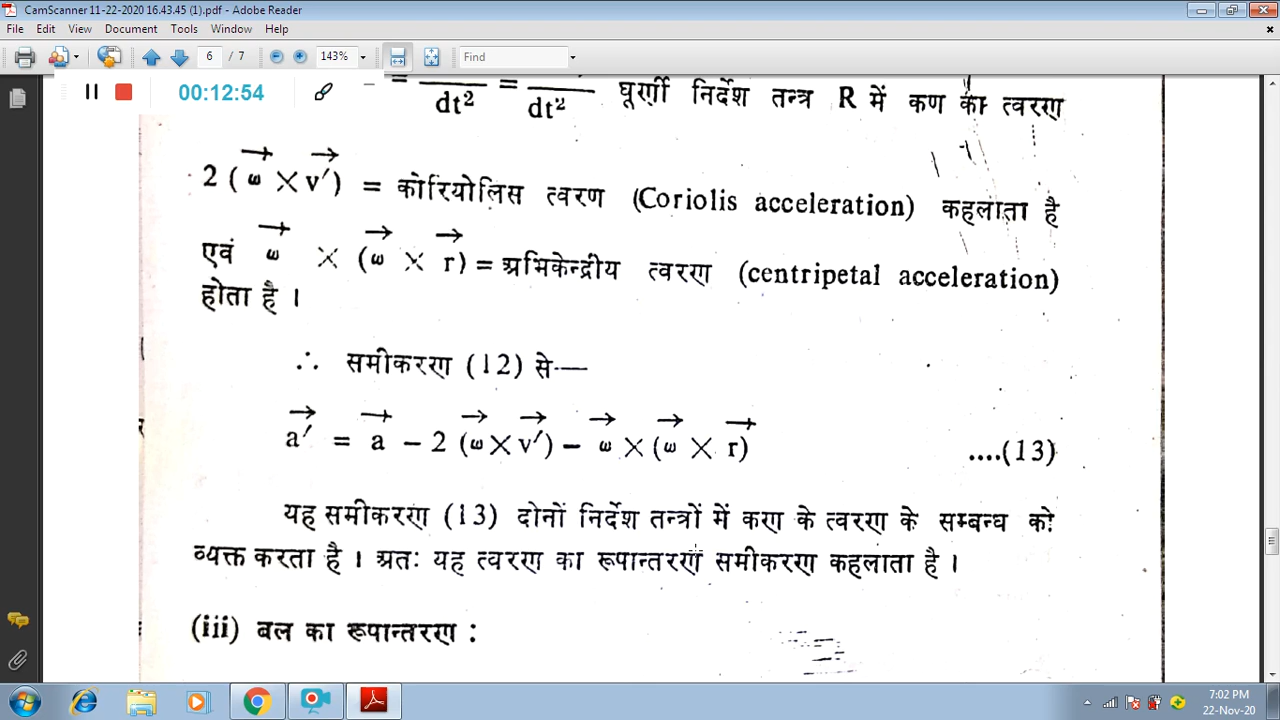 CamScanner 11-22-2020 16.43.45 (1).pdf - Adobe Reader
File Edit View Document Tools Window Help
6 / 7 143% Find
00:12:54
= dt² = dt² घूर्णी निर्देश तन्त्र R में कण का त्वरण
2 (ω⃗ × v⃗′) = कोरियोलिस त्वरण (Coriolis acceleration) कहलाता है
एवं ω⃗ × (ω⃗ × r⃗) = अभिकेन्द्रीय त्वरण (centripetal acceleration)
होता है ।
∴ समीकरण (12) से—
a⃗′ = a⃗ – 2 (ω⃗ × v⃗′) – ω⃗ × (ω⃗ × r⃗) ....(13)
यह समीकरण (13) दोनों निर्देश तन्त्रों में कण के त्वरण के सम्बन्ध को
व्यक्त करता है । अतः यह त्वरण का रूपान्तरण समीकरण कहलाता है ।
(iii) बल का रूपान्तरण :
7:02 PM
22-Nov-20